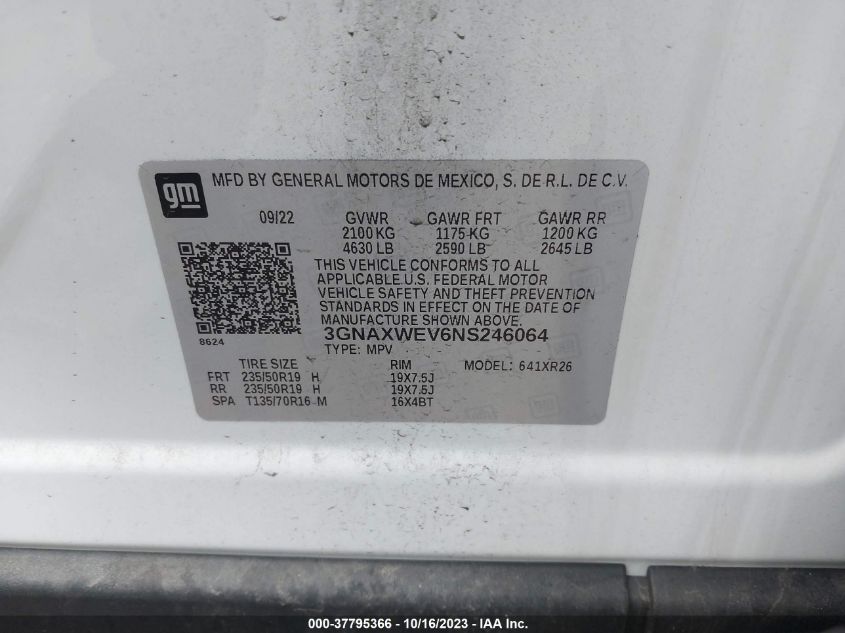 gm
MFD BY GENERAL MOTORS DE MEXICO, S. DE R.L. DE C.V.
09/22 GVWR GAWR FRT GAWR RR
2100 KG 1175 KG 1200 KG
4630 LB 2590 LB 2645 LB
THIS VEHICLE CONFORMS TO ALL
APPLICABLE U.S. FEDERAL MOTOR
VEHICLE SAFETY AND THEFT PREVENTION
STANDARDS IN EFFECT ON THE DATE OF
MANUFACTURE SHOWN ABOVE.
8624
3GNAXWEV6NS246064
TYPE: MPV
TIRE SIZE RIM MODEL: 641XR26
FRT 235/50R19 H 19X7.5J
RR 235/50R19 H 19X7.5J
SPA T135/70R16 M 16X4BT
000-37795366 - 10/16/2023 - IAA Inc.